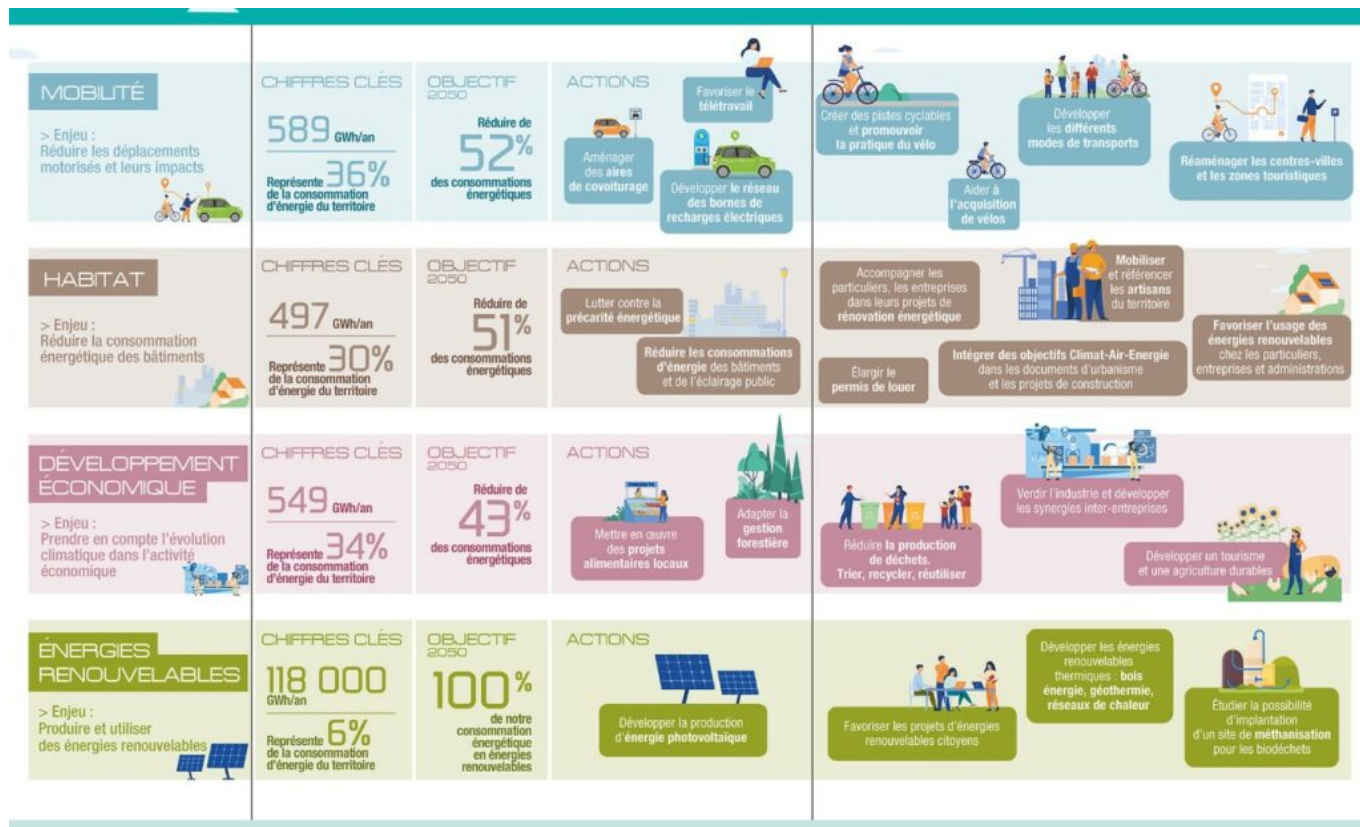 MOBILITÉ
> Enjeu :
Réduire les déplacements
motorisés et leurs impacts
CHIFFRES CLÉS
589 GWh/an
Représente 36%
de la consommation
d'énergie du territoire
OBJECTIF
2050
Réduire de
52%
des consommations
énergétiques
ACTIONS
Aménager
des aires
de covoiturage
Favoriser le
télétravail
Développer le réseau
des bornes de
recharges électriques
Créer des pistes cyclables
et promouvoir
la pratique du vélo
Aider à
l'acquisition
de vélos
Développer
les différents
modes de transports
Réaménager les centres-villes
et les zones touristiques
HABITAT
> Enjeu :
Réduire la consommation
énergétique des bâtiments
CHIFFRES CLÉS
497 GWh/an
Représente 30%
de la consommation
d'énergie du territoire
OBJECTIF
2050
Réduire de
51%
des consommations
énergétiques
ACTIONS
Lutter contre la
précarité énergétique
Réduire les consommations
d'énergie des bâtiments
et de l'éclairage public
Accompagner les
particuliers, les entreprises
dans leurs projets de
rénovation énergétique
Élargir le
permis de louer
Mobiliser
et référencer
les artisans
du territoire
Intégrer des objectifs Climat-Air-Energie
dans les documents d'urbanisme
et les projets de construction
Favoriser l'usage des
énergies renouvelables
chez les particuliers,
entreprises et administrations
DÉVELOPPEMENT
ÉCONOMIQUE
> Enjeu :
Prendre en compte l'évolution
climatique dans l'activité
économique
CHIFFRES CLÉS
549 GWh/an
Représente 34%
de la consommation
d'énergie du territoire
OBJECTIF
2050
Réduire de
43%
des consommations
énergétiques
ACTIONS
Mettre en œuvre
des projets
alimentaires locaux
Adapter la
gestion
forestière
Réduire la production
de déchets.
Trier, recycler, réutiliser
Verdir l'industrie et développer
les synergies inter-entreprises
Développer un tourisme
et une agriculture durables
ÉNERGIES
RENOUVELABLES
> Enjeu :
Produire et utiliser
des énergies renouvelables
CHIFFRES CLÉS
118 000
GWh/an
Représente 6%
de la consommation
d'énergie du territoire
OBJECTIF
2050
100%
de notre
consommation
énergétique
en énergies
renouvelables
ACTIONS
Développer la production
d'énergie photovoltaïque
Favoriser les projets d'énergies
renouvelables citoyens
Développer les énergies
renouvelables
thermiques : bois
énergie, géothermie,
réseaux de chaleur
Étudier la possibilité
d'implantation
d'un site de méthanisation
pour les biodéchets